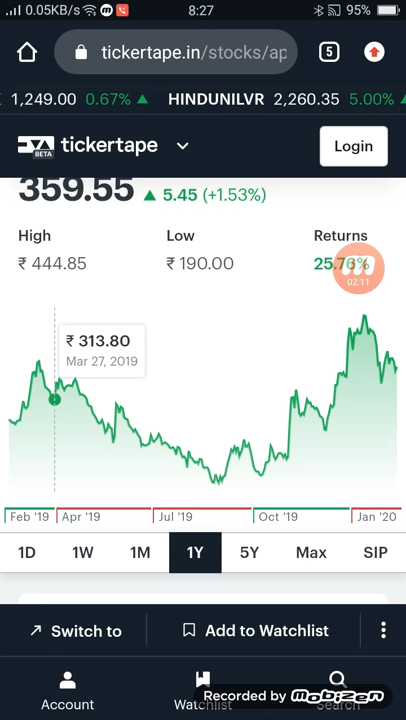 0.05KB/s 8:27 95%
tickertape.in/stocks/ap 5
1,249.00 0.67% ▲ HINDUNILVR 2,260.35 5.00%
tickertape BETA Login
359.55 ▲ 5.45 (+1.53%)
High Low Returns
₹ 444.85 ₹ 190.00 25.76%
02:11
₹ 313.80
Mar 27, 2019
Feb '19 Apr '19 Jul '19 Oct '19 Jan '20
1D 1W 1M 1Y 5Y Max SIP
Switch to Add to Watchlist
Account Watchlist Search
Recorded by mobizen